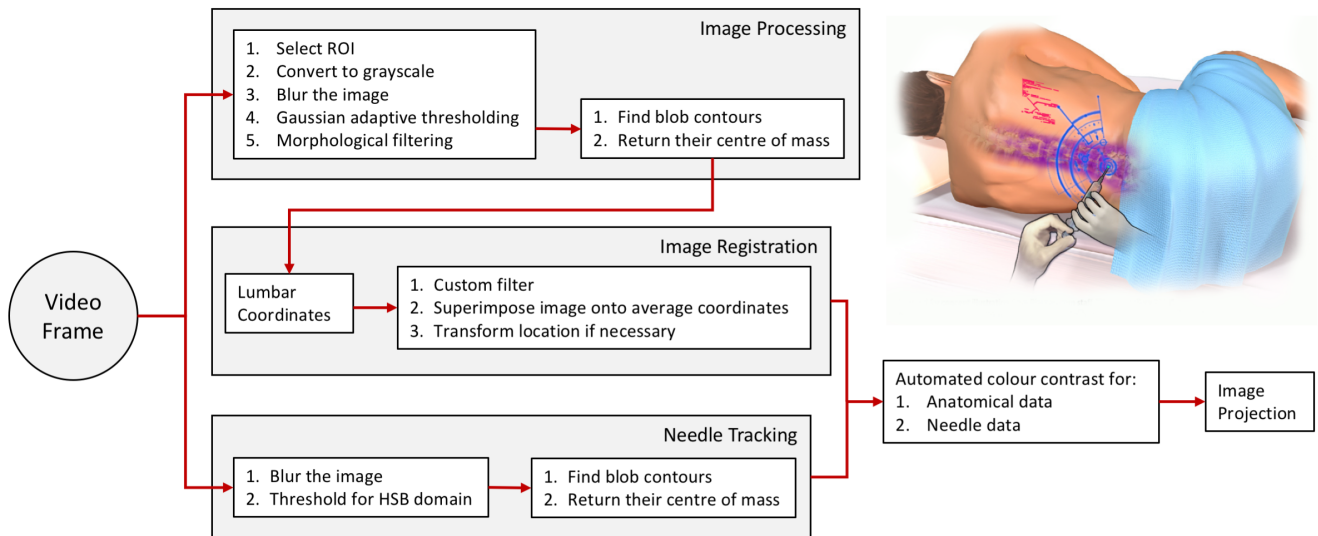 Image Processing
1. Select ROI
2. Convert to grayscale
3. Blur the image
4. Gaussian adaptive thresholding
5. Morphological filtering
1. Find blob contours
2. Return their centre of mass
Video
Frame
Image Registration
Lumbar
Coordinates
1. Custom filter
2. Superimpose image onto average coordinates
3. Transform location if necessary
Needle Tracking
1. Blur the image
2. Threshold for HSB domain
1. Find blob contours
2. Return their centre of mass
Automated colour contrast for:
1. Anatomical data
2. Needle data
Image
Projection